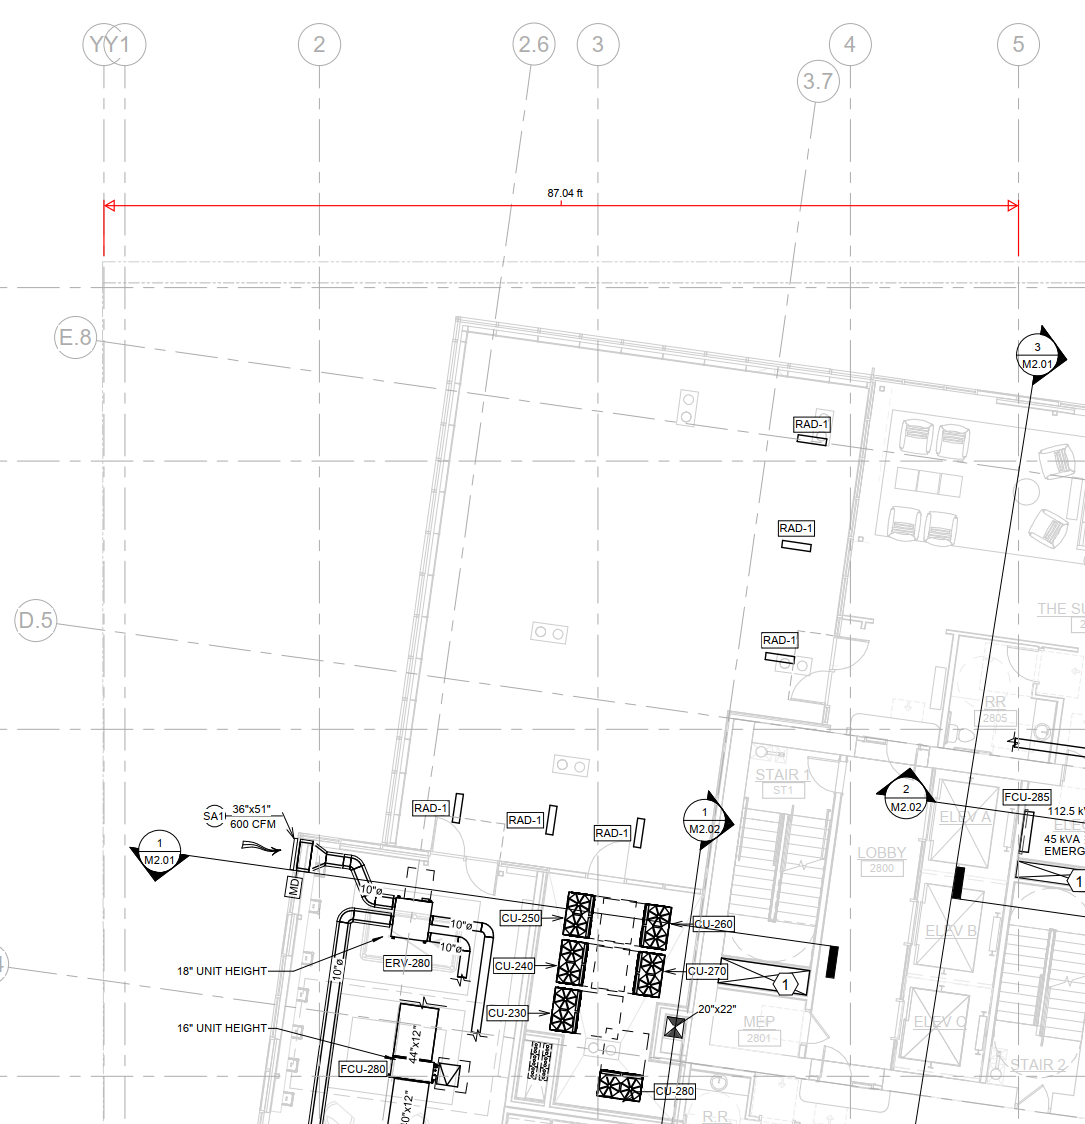 Y
Y1
2
2.6
3
3.7
4
5
87.04 ft
E.8
3
M2.01
RAD-1
RAD-1
D.5
THE SU
RAD-1
RR
2805
STAIR 1
ST1
RAD-1
RAD-1
RAD-1
1
M2.02
2
M2.02
FCU-285
112.5 k
ELEV A
45 kVA
EMERG
SA1
36"x51"
600 CFM
1
M2.01
LOBBY
2800
1
MD
10"ø
CU-250
CU-260
10"ø
10"ø
ELEV B
ERV-280
CU-240
CU-270
18" UNIT HEIGHT
10"ø
1
CU-230
20"x22"
16" UNIT HEIGHT
44"x12"
MEP
2801
ELEV C
FCU-280
STAIR 2
CU-280
R.R.